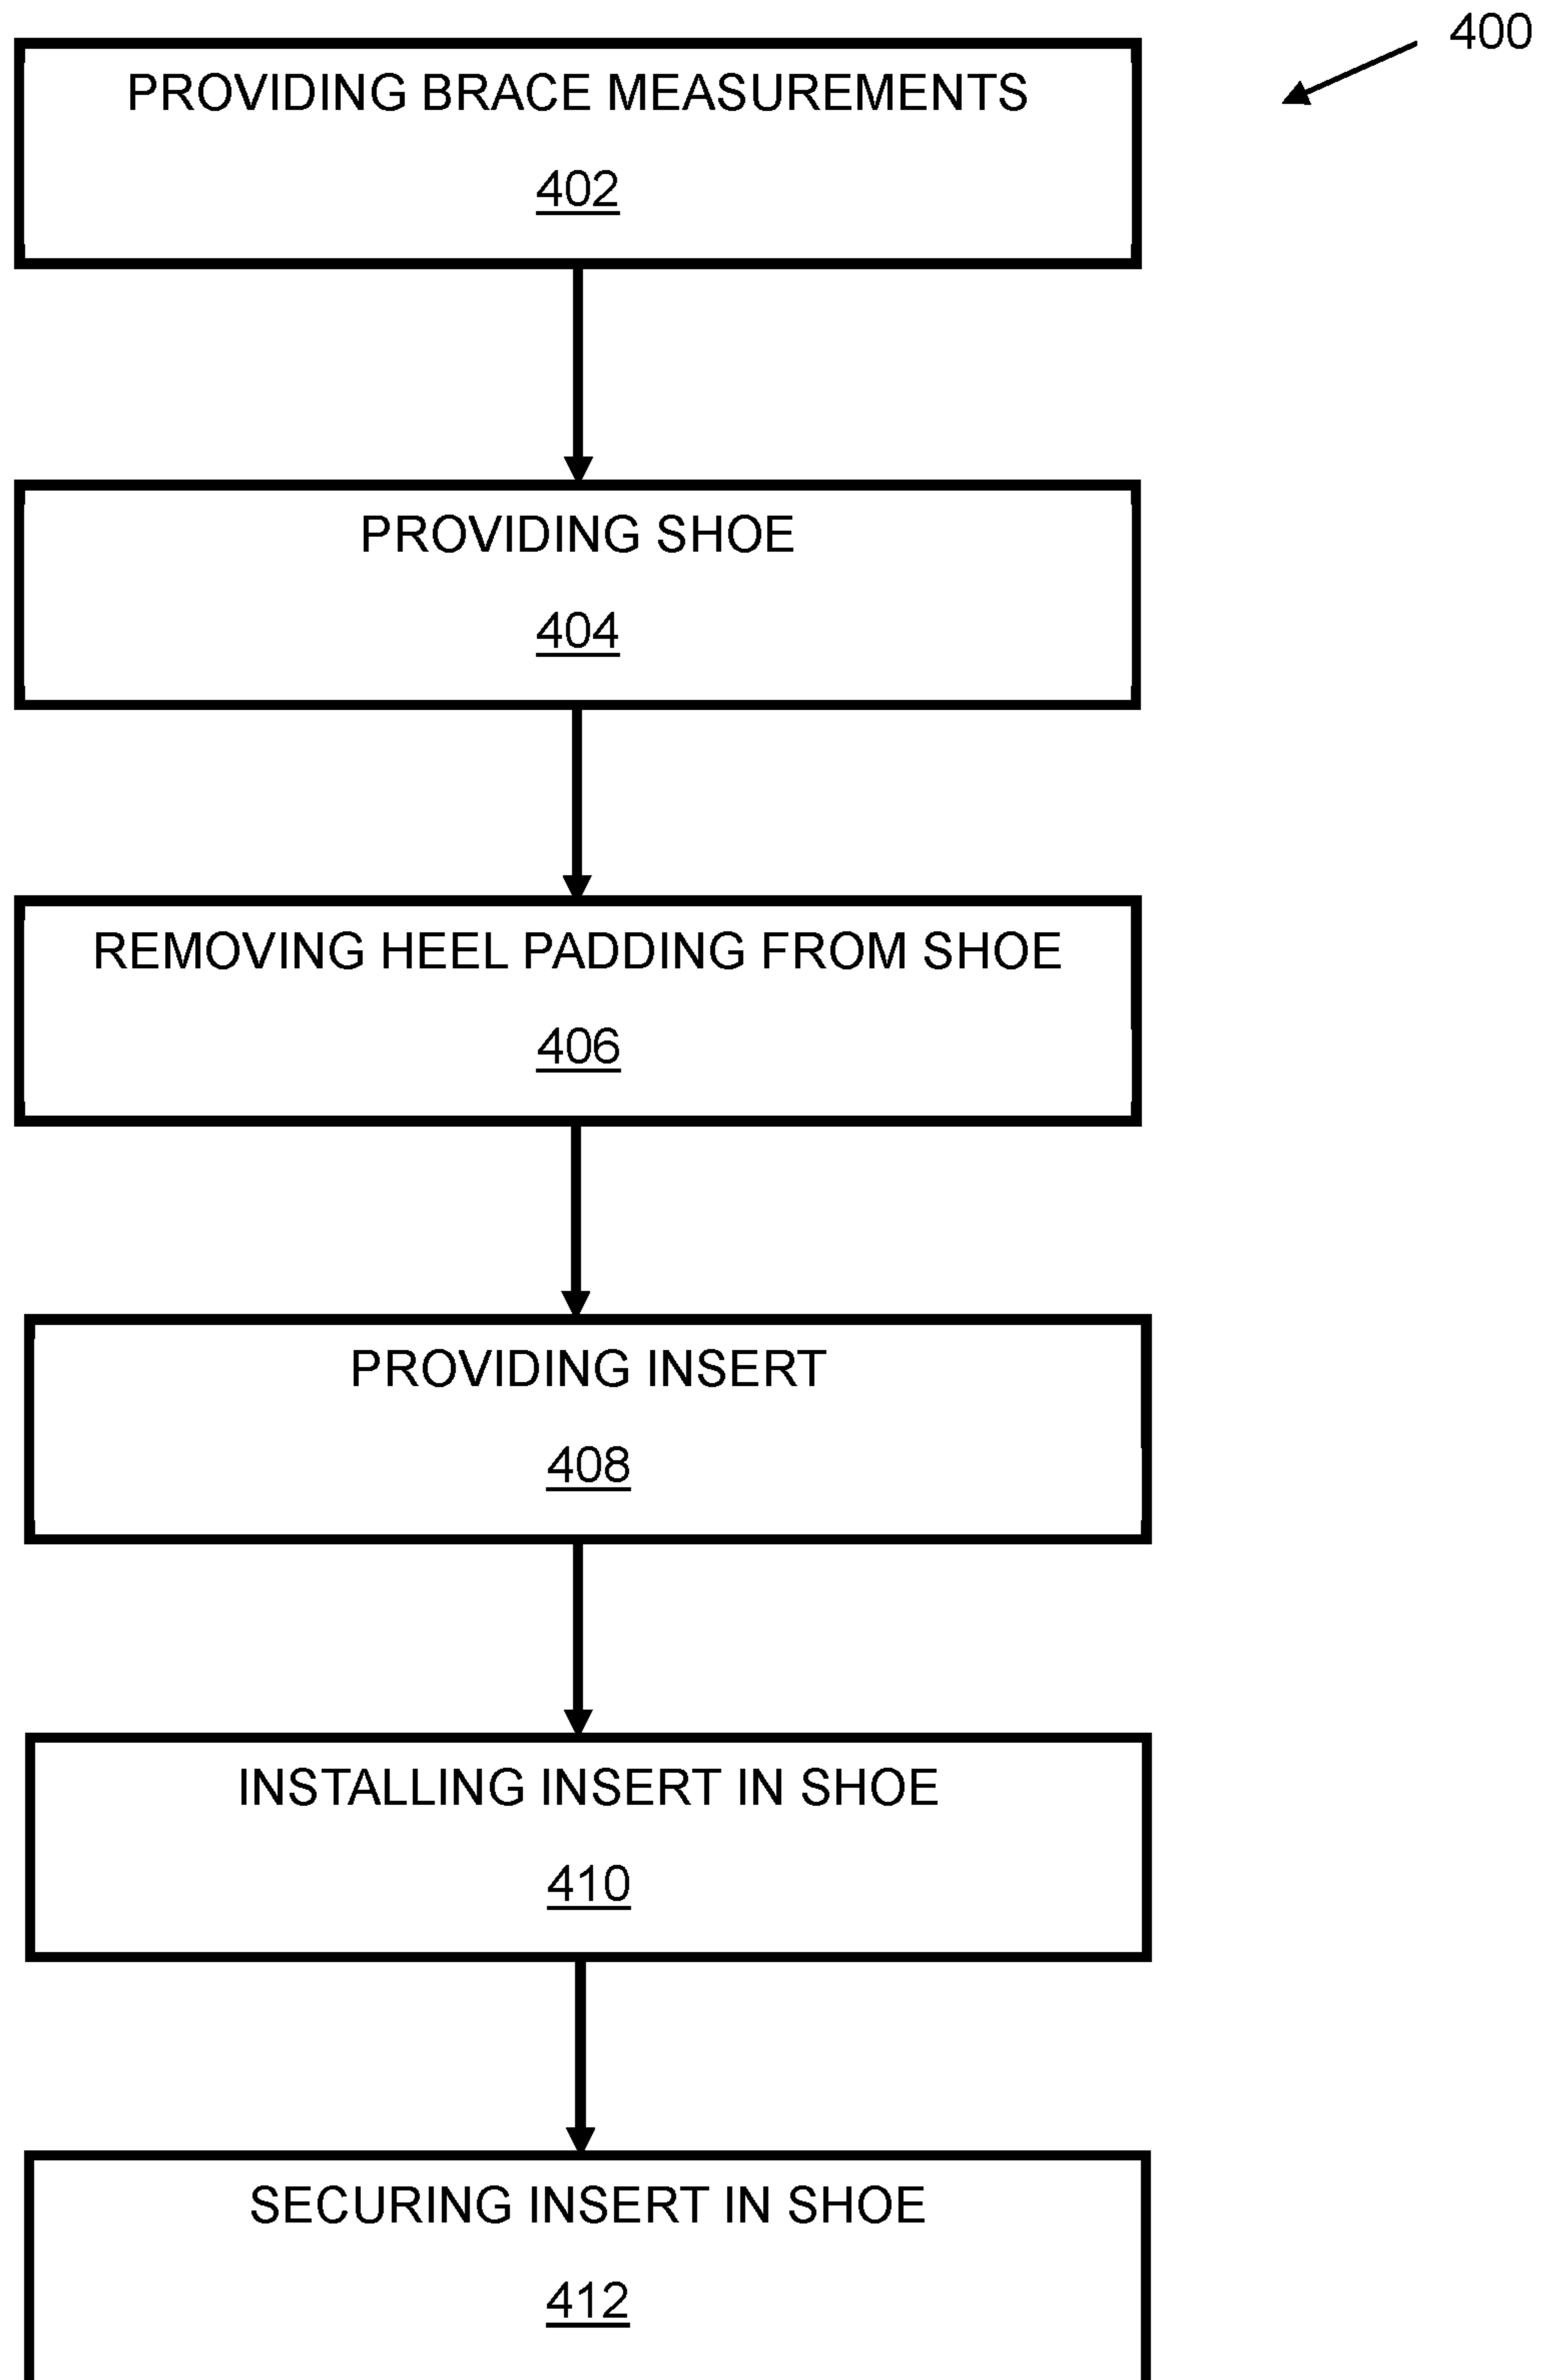 400
PROVIDING BRACE MEASUREMENTS
402
PROVIDING SHOE
404
REMOVING HEEL PADDING FROM SHOE
406
PROVIDING INSERT
408
INSTALLING INSERT IN SHOE
410
SECURING INSERT IN SHOE
412